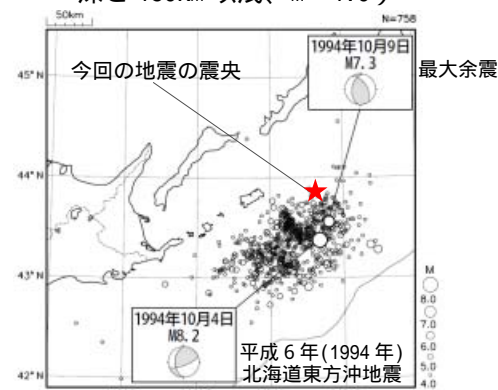 50km
N=758
1994年10月9日
M7.3
最大余震
今回の地震の震央
45°N
44°N
43°N
42°N
1994年10月4日
M8.2
平成6年(1994年)
北海道東方沖地震
M
8.0
7.0
6.0
5.0
4.0